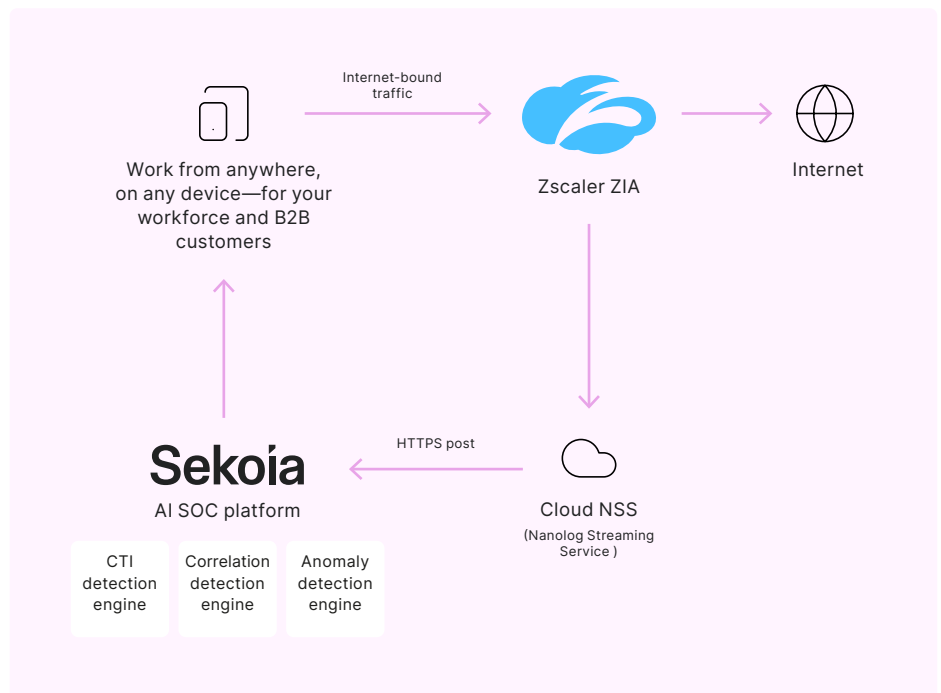 Internet-bound
traffic
Work from anywhere,
on any device—for your
workforce and B2B
customers
Zscaler ZIA
Internet
HTTPS post
Sekoia
AI SOC platform
Cloud NSS
(Nanolog Streaming
Service )
CTI
detection
engine
Correlation
detection
engine
Anomaly
detection
engine